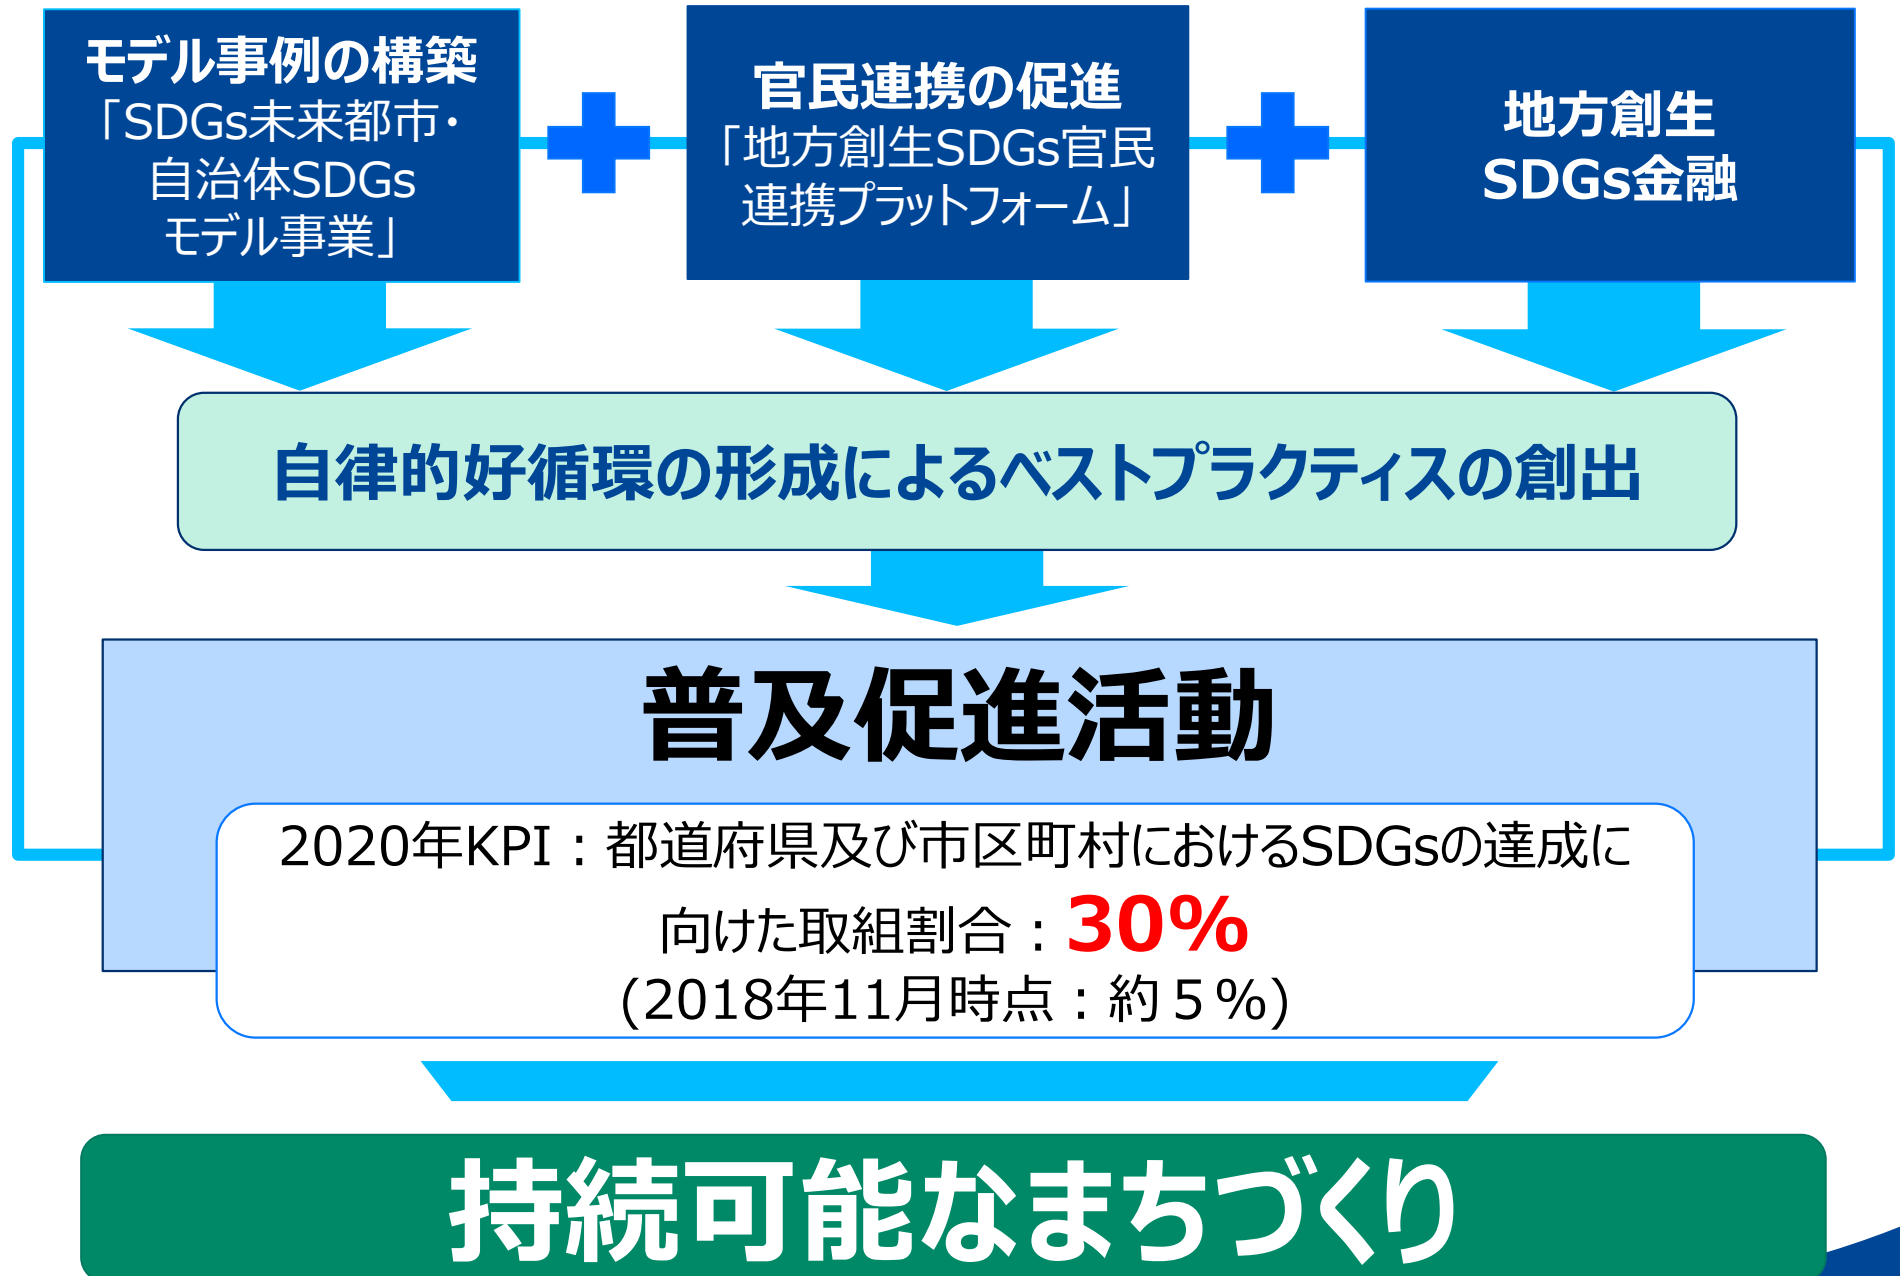 モデル事例の構築
「SDGs未来都市・
自治体SDGs
モデル事業」
官民連携の促進
「地方創生SDGs官民
連携プラットフォーム」
地方創生
SDGs金融
自律的好循環の形成によるベストプラクティスの創出
普及促進活動
2020年KPI：都道府県及び市区町村におけるSDGsの達成に
向けた取組割合：30%
(2018年11月時点：約５%)
持続可能なまちづくり